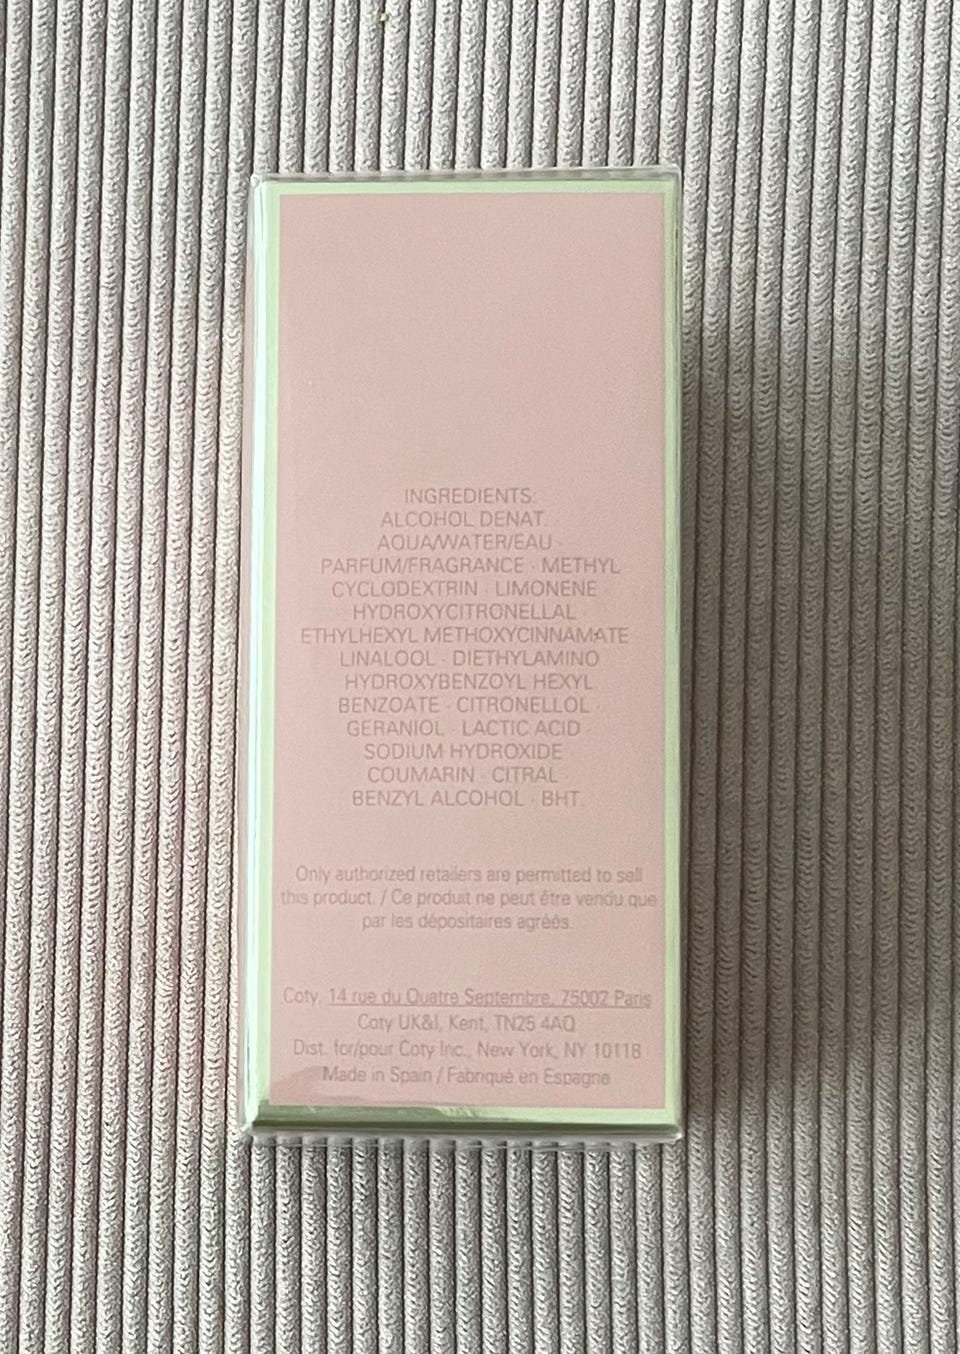 INGREDIENTS:
ALCOHOL DENAT. ·
AQUA/WATER/EAU ·
PARFUM/FRAGRANCE · METHYL
CYCLODEXTRIN · LIMONENE ·
HYDROXYCITRONELLAL ·
ETHYLHEXYL METHOXYCINNAMATE ·
LINALOOL · DIETHYLAMINO
HYDROXYBENZOYL HEXYL
BENZOATE · CITRONELLOL ·
GERANIOL · LACTIC ACID ·
SODIUM HYDROXIDE ·
COUMARIN · CITRAL ·
BENZYL ALCOHOL · BHT.
Only authorized retailers are permitted to sell
this product. / Ce produit ne peut être vendu que
par les dépositaires agréés.
Coty, 14 rue du Quatre Septembre, 75002 Paris
Coty UK&I, Kent, TN25 4AQ
Dist. for/pour Coty Inc., New York, NY 10118
Made in Spain / Fabriqué en Espagne